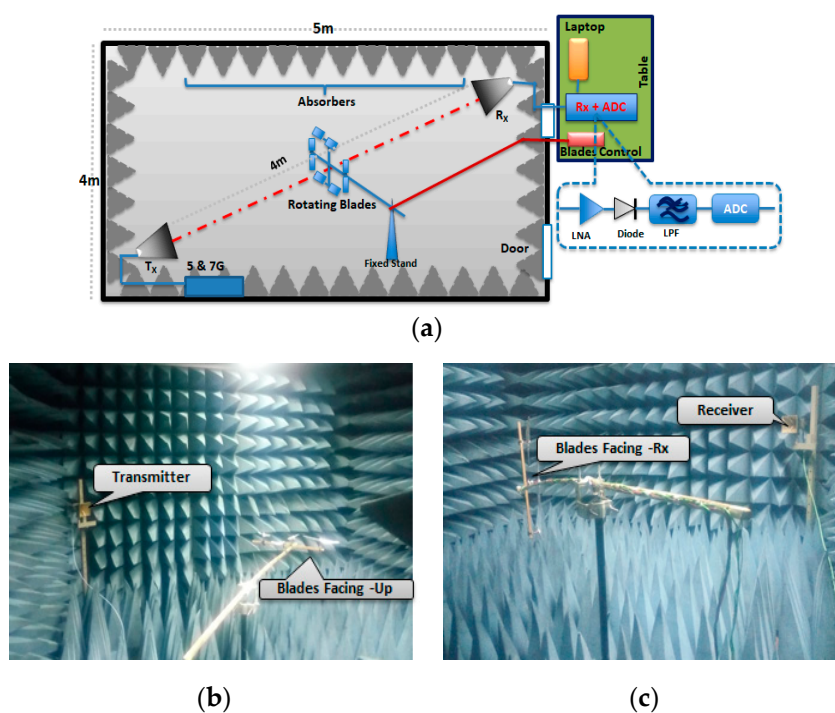 5m
Laptop
Table
Absorbers
Rx
Rx + ADC
4m
Blades Control
4m
Rotating Blades
LNA
Diode
LPF
ADC
Door
Tx
5 & 7G
Fixed Stand
(a)
Transmitter
Blades Facing -Up
Receiver
Blades Facing -Rx
(b)
(c)